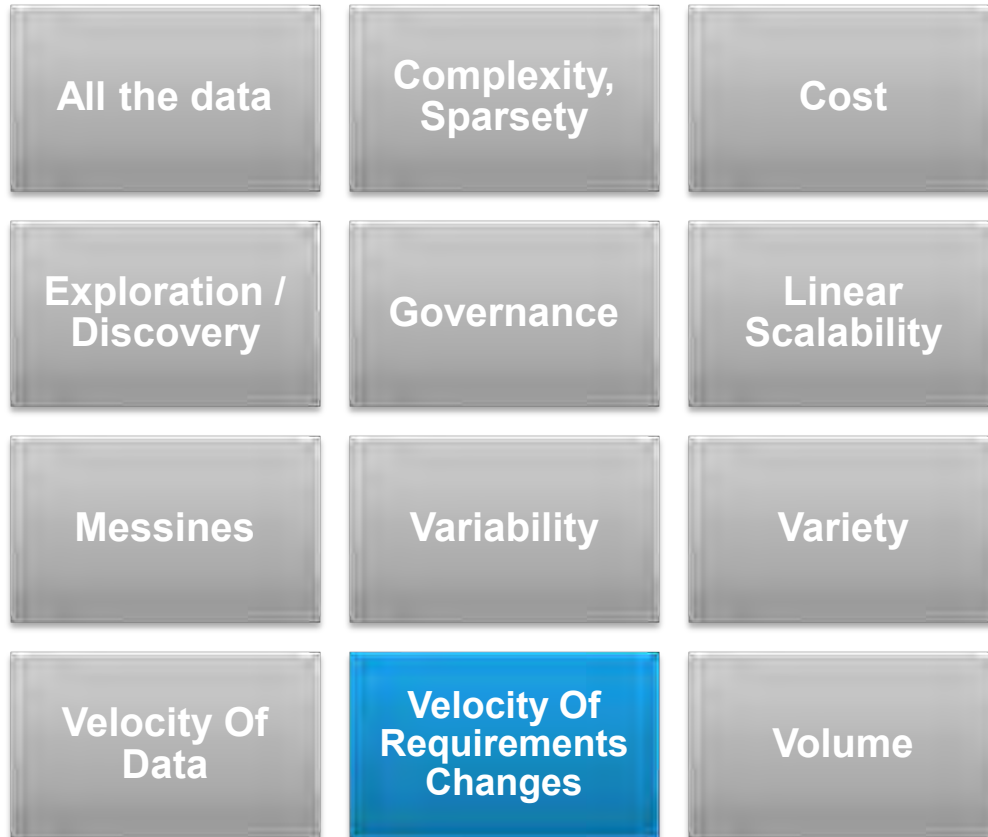 All the data
Complexity,
Sparsety
Cost
Exploration /
Discovery
Governance
Linear
Scalability
Messines
Variability
Variety
Velocity Of
Data
Velocity Of
Requirements
Changes
Volume